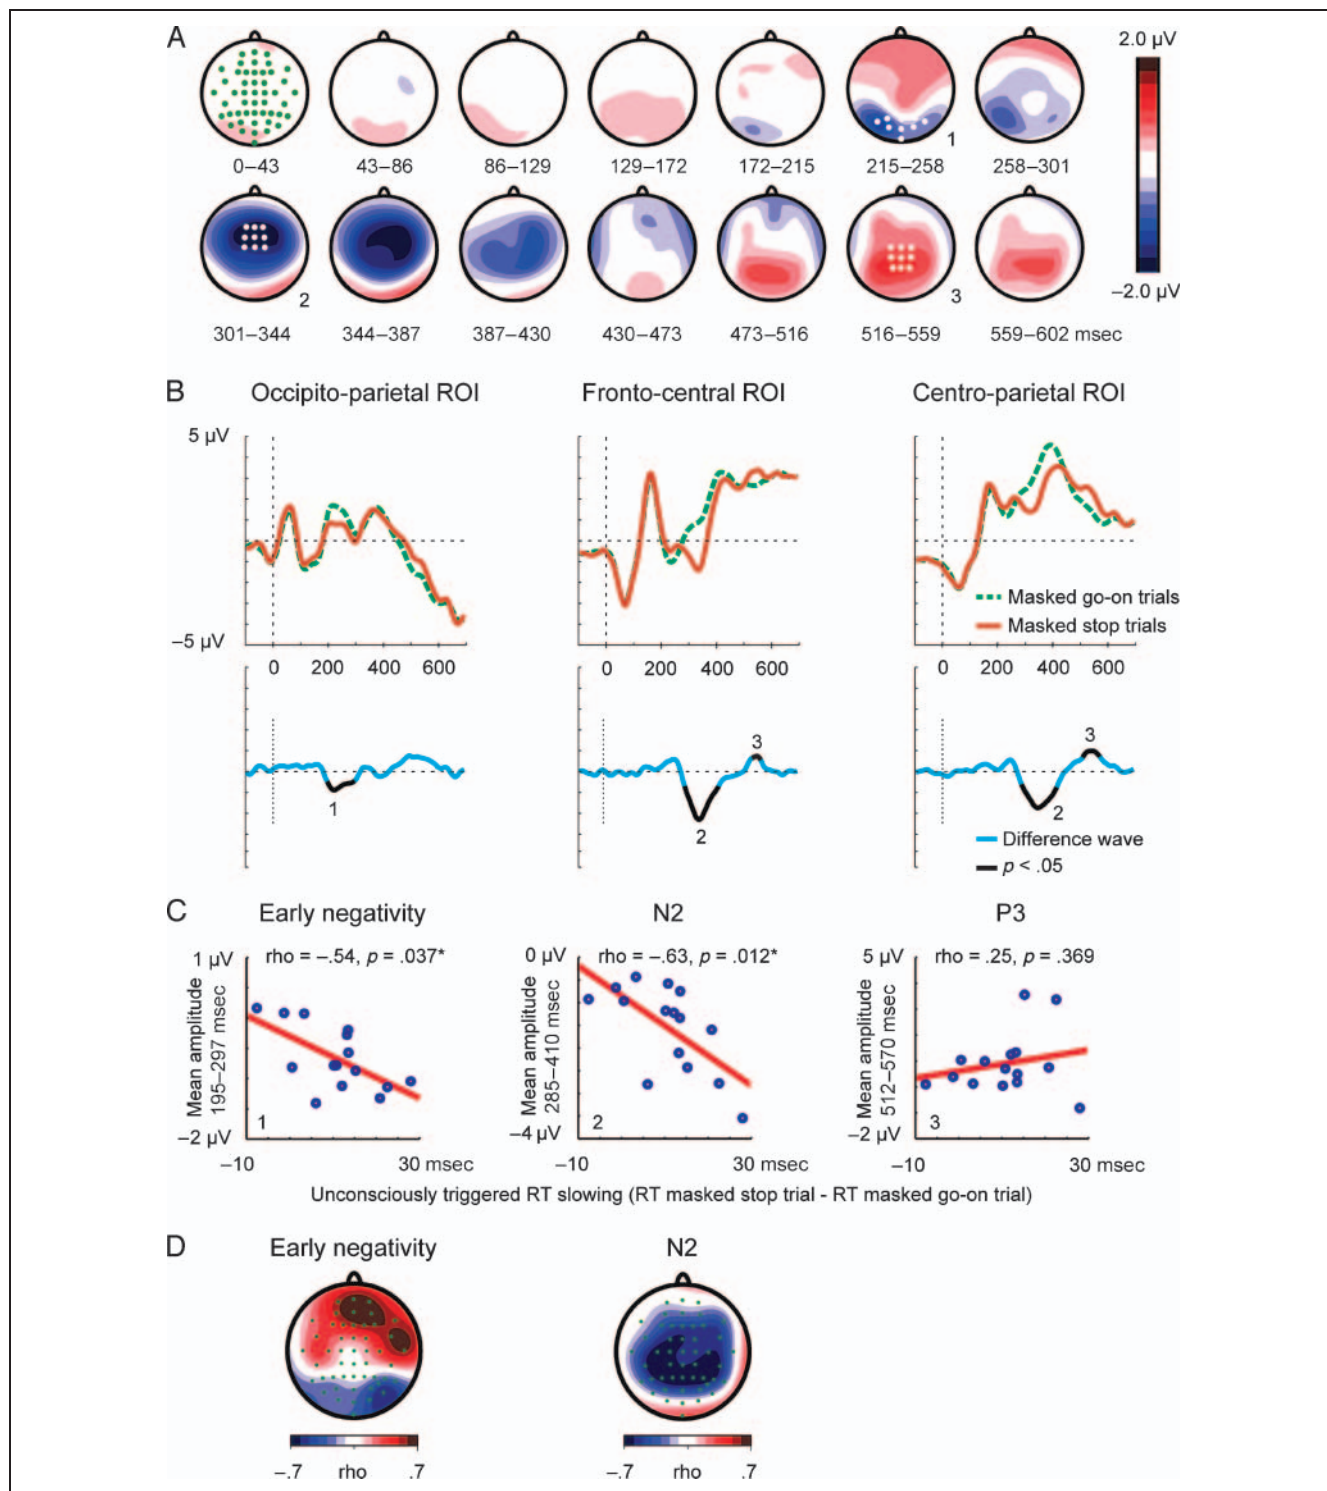 A
2.0 µV
1
0–43 43–86 86–129 129–172 172–215 215–258 258–301
2
3
–2.0 µV
301–344 344–387 387–430 430–473 473–516 516–559 559–602 msec
B
Occipito-parietal ROI Fronto-central ROI Centro-parietal ROI
5 µV
Masked go-on trials
Masked stop trials
–5 µV
0 200 400 600 0 200 400 600 0 200 400 600
3
3
1
2
2
Difference wave
p < .05
C
Early negativity N2 P3
1 µV rho = –.54, p = .037*
0 µV rho = –.63, p = .012*
5 µV rho = .25, p = .369
Mean amplitude
195–297 msec
Mean amplitude
285–410 msec
Mean amplitude
512–570 msec
1 2 3
–2 µV –4 µV –2 µV
–10 30 msec –10 30 msec –10 30 msec
Unconsciously triggered RT slowing (RT masked stop trial - RT masked go-on trial)
D
Early negativity N2
–.7 rho .7 –.7 rho .7